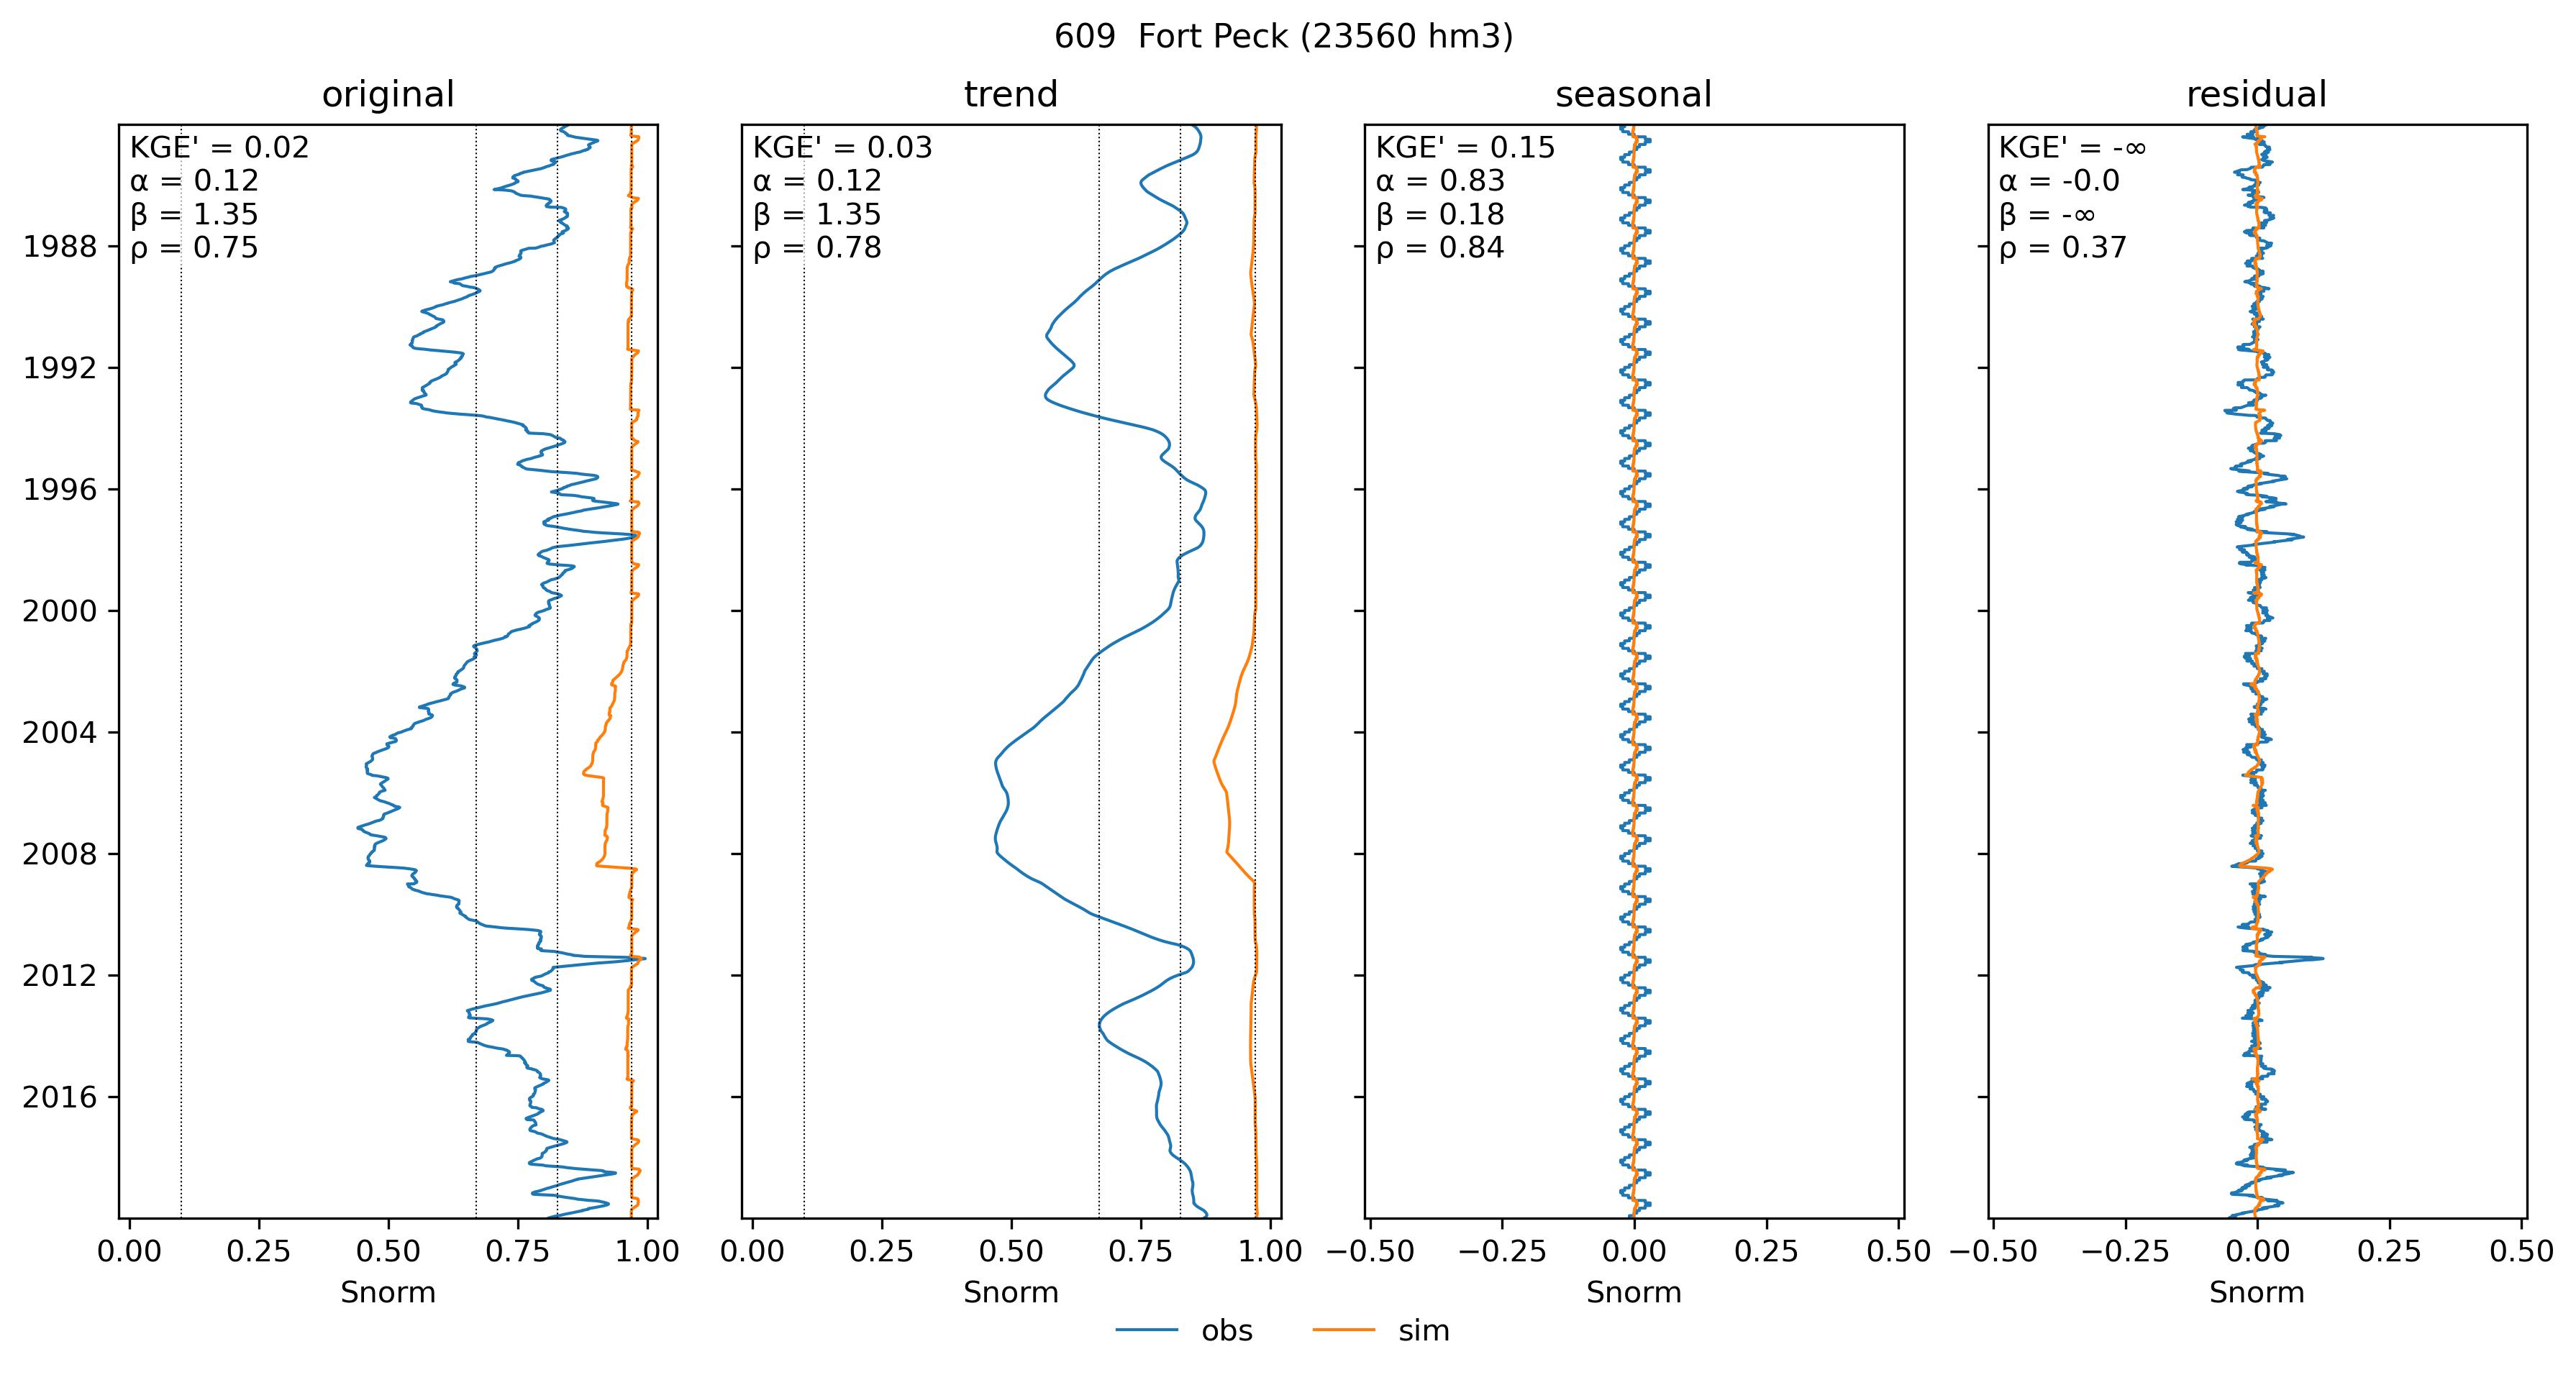 609  Fort Peck (23560 hm3)
original
trend
seasonal
residual
KGE' = 0.02
α = 0.12
β = 1.35
ρ = 0.75
KGE' = 0.03
α = 0.12
β = 1.35
ρ = 0.78
KGE' = 0.15
α = 0.83
β = 0.18
ρ = 0.84
KGE' = -∞
α = -0.0
β = -∞
ρ = 0.37
1988
1992
1996
2000
2004
2008
2012
2016
0.00 0.25 0.50 0.75 1.00
0.00 0.25 0.50 0.75 1.00
−0.50 −0.25 0.00 0.25 0.50
−0.50 −0.25 0.00 0.25 0.50
Snorm
Snorm
Snorm
Snorm
obs
sim